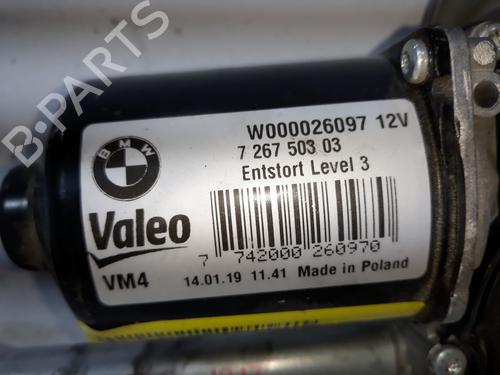 W000026097 12V
7 267 503 03
Entstort Level 3
BMW
Valeo
7 742000 260970
VM4
14.01.19 11.41 Made in Poland
B-PARTS